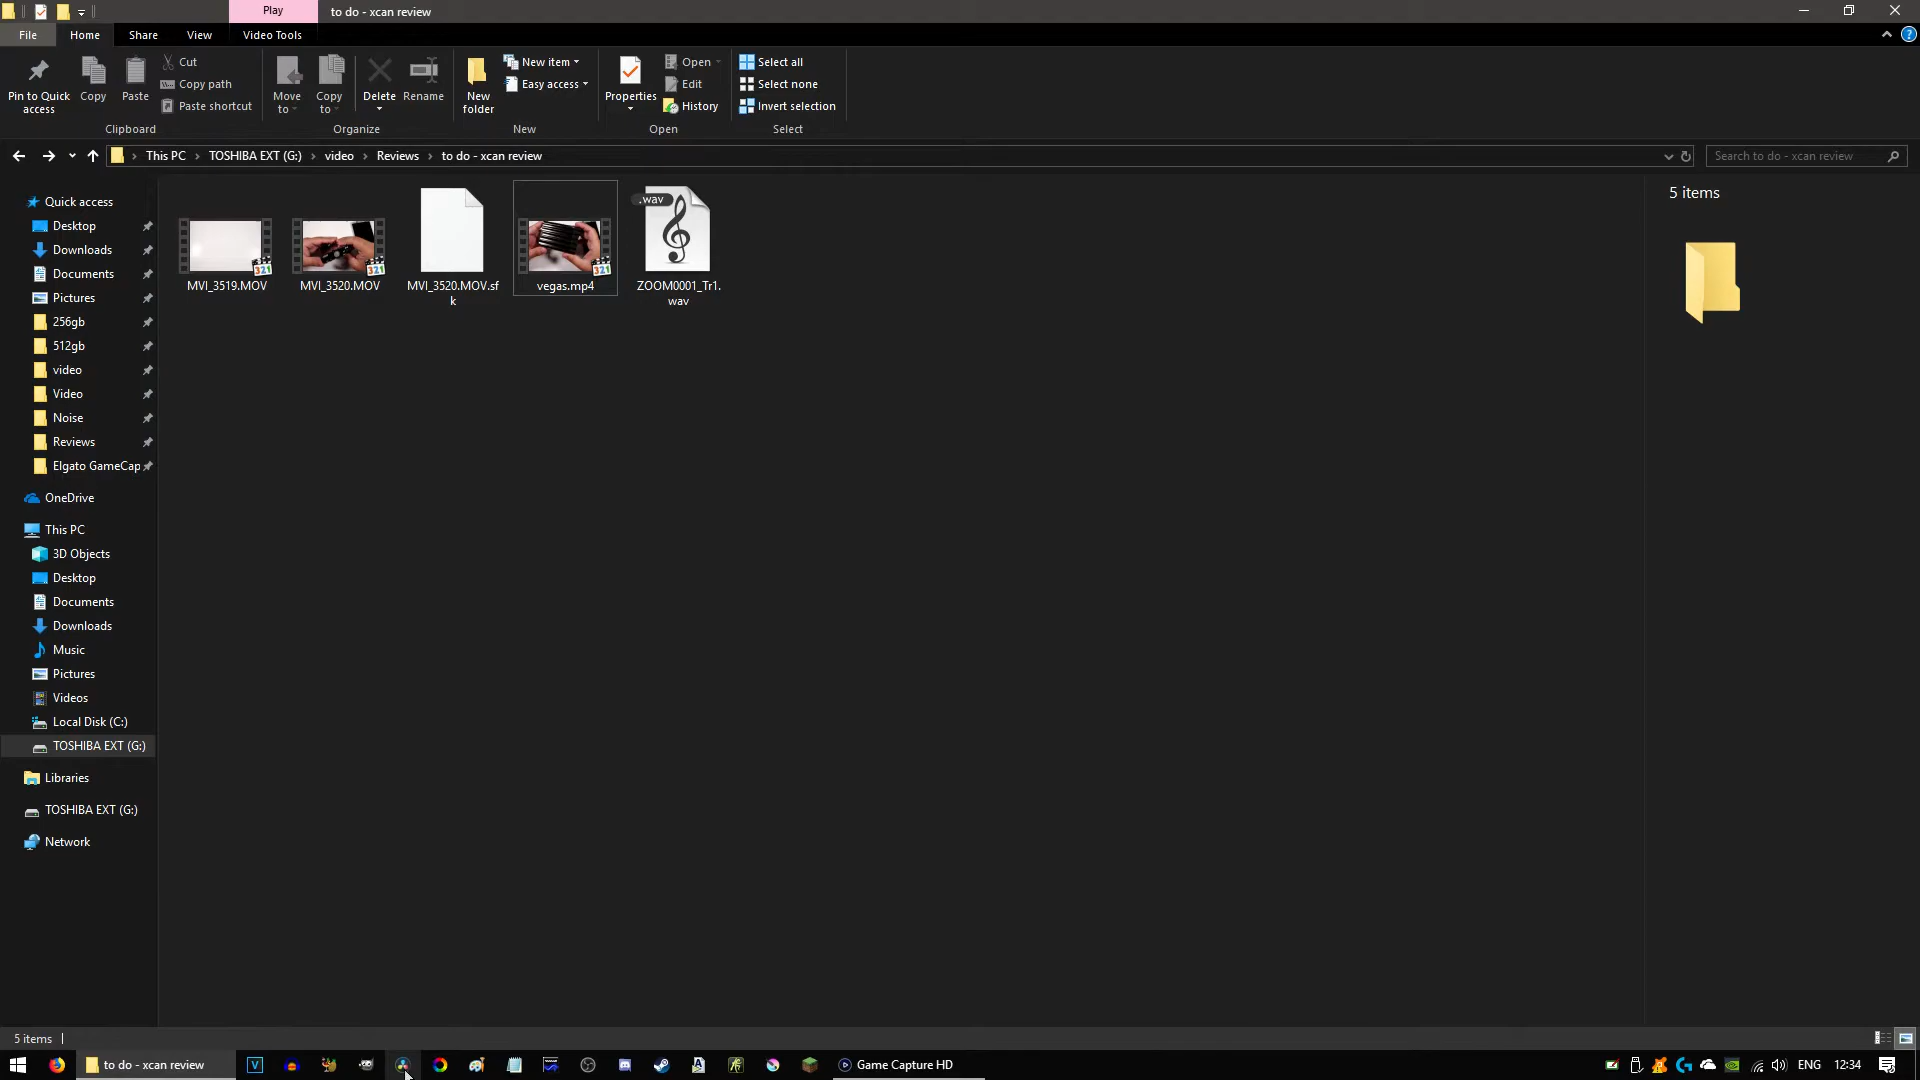 Play
to do - xcan review
File
Home
Share
View
Video Tools
Pin to Quick
access
Copy
Paste
Cut
Copy path
Paste shortcut
Clipboard
Move
to
Copy
to
Delete
Rename
Organize
New
folder
New item
Easy access
New
Properties
Open
Edit
History
Open
Select all
Select none
Invert selection
Select
This PC
TOSHIBA EXT (G:)
video
Reviews
to do - xcan review
Search to do - xcan review
Quick access
Desktop
Downloads
Documents
Pictures
256gb
512gb
video
Video
Noise
Reviews
Elgato GameCap
OneDrive
This PC
3D Objects
Desktop
Documents
Downloads
Music
Pictures
Videos
Local Disk (C:)
TOSHIBA EXT (G:)
Libraries
TOSHIBA EXT (G:)
Network
321
MVI_3519.MOV
321
MVI_3520.MOV
MVI_3520.MOV.sf
k
321
vegas.mp4
.wav
ZOOM0001_Tr1.
wav
5 items
5 items
to do - xcan review
V
Game Capture HD
ENG
12:34